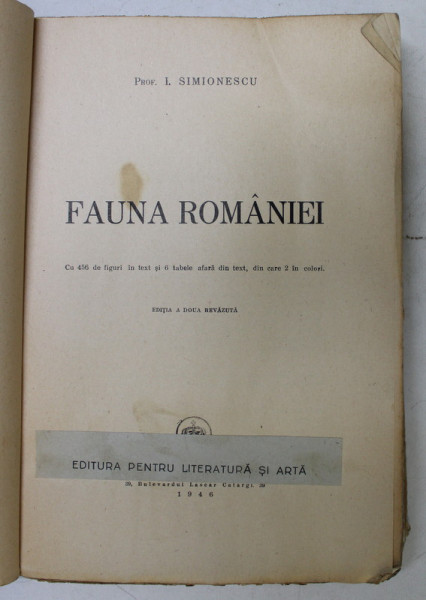 PROF. I. SIMIONESCU
FAUNA ROMÂNIEI
Cu 456 de figuri în text și 6 tabele afară din text, din care 2 în colori.
EDIȚIA A DOUA REVĂZUTĂ
EDITURA PENTRU LITERATURĂ ȘI ARTĂ
39, Bulevardul Lascar Catargi, 39
1946